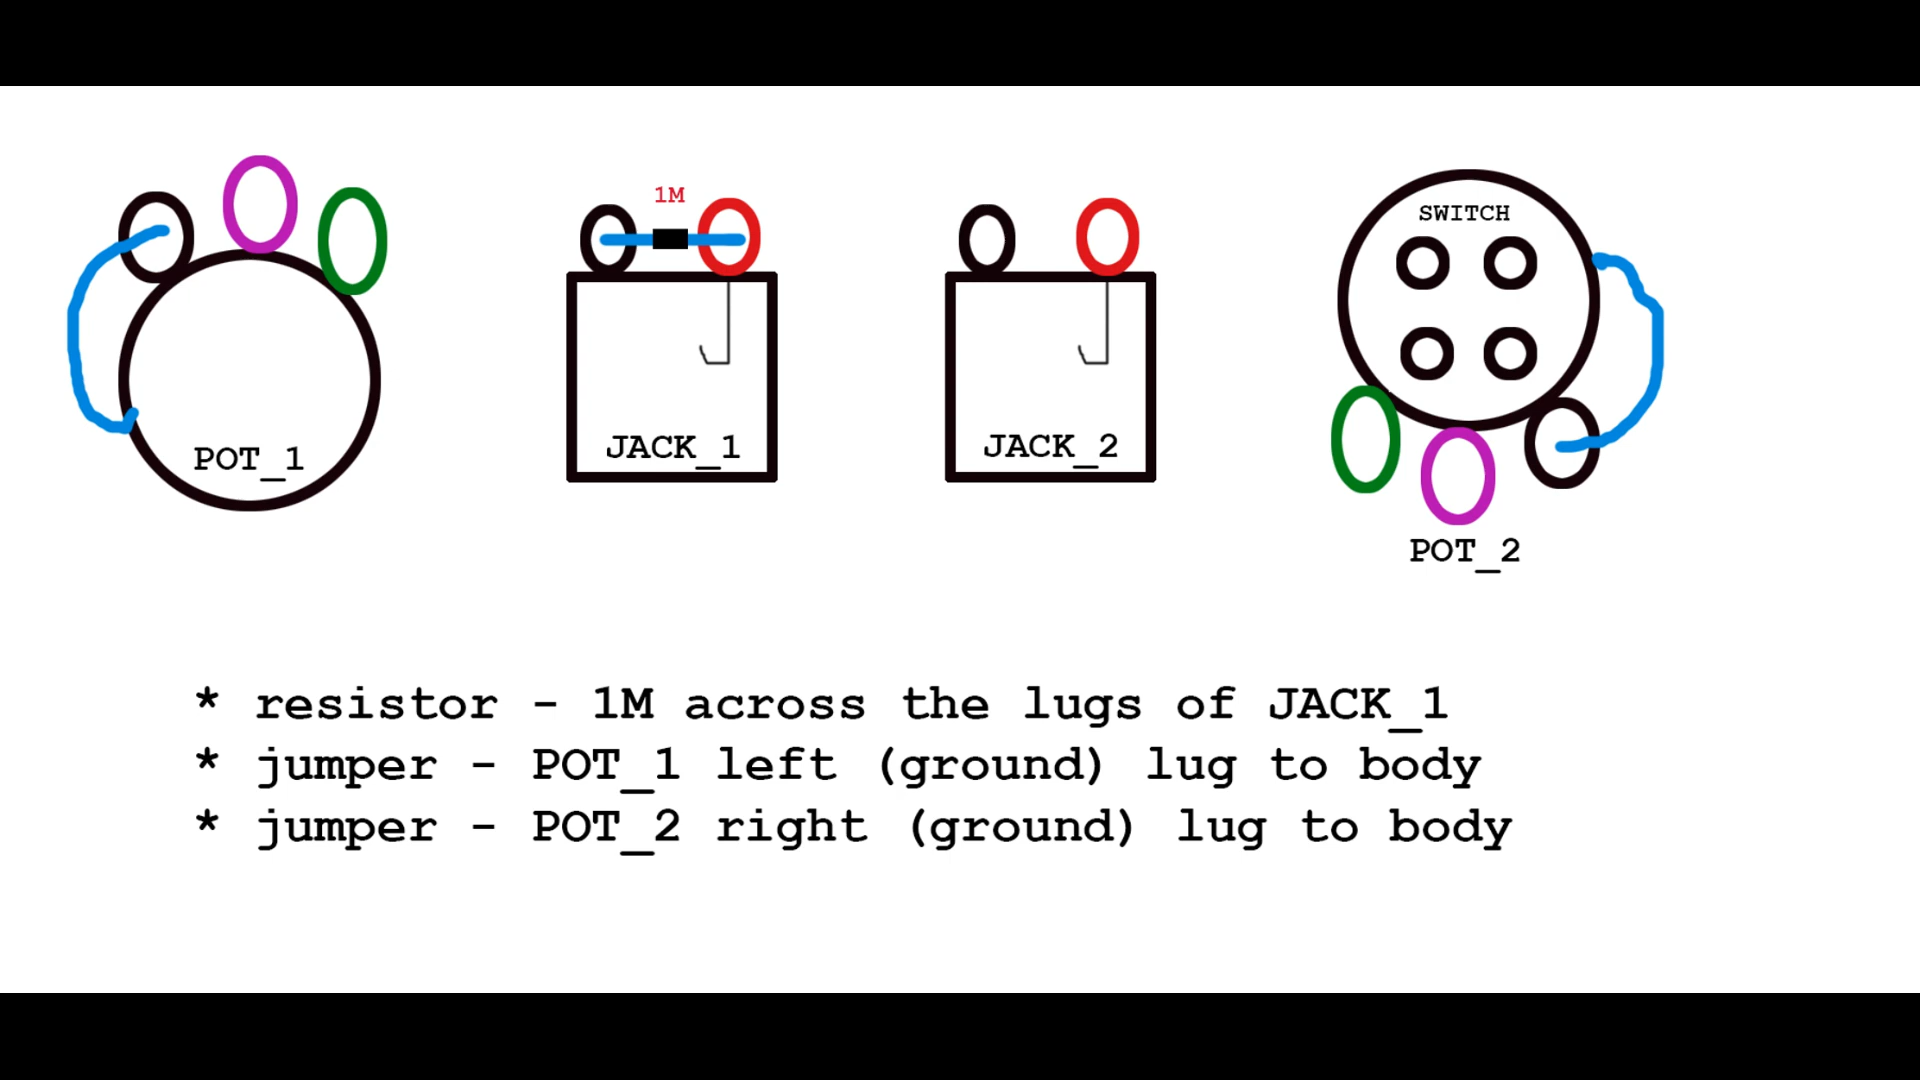 1M
SWITCH
POT_1
JACK_1
JACK_2
POT_2
* resistor - 1M across the lugs of JACK_1
* jumper - POT_1 left (ground) lug to body
* jumper - POT_2 right (ground) lug to body